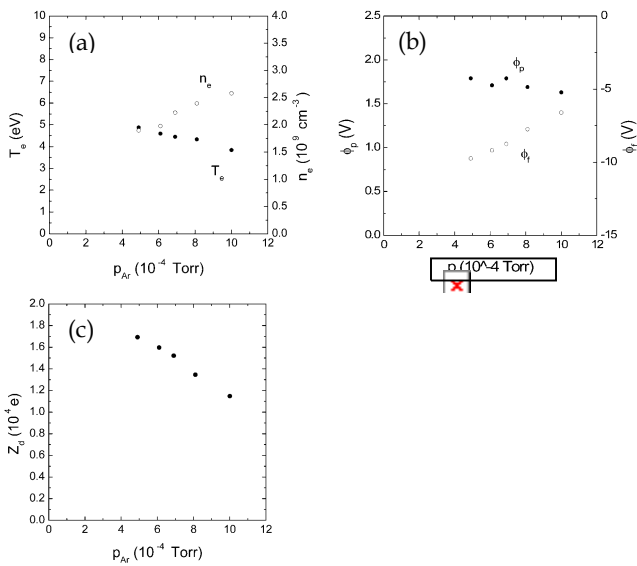 (a)
n_e
T_e
T_e (eV)
n_e (10^9 cm^-3)
10
9
8
7
6
5
4
3
2
1
0
4.0
3.5
3.0
2.5
2.0
1.5
1.0
0.5
0.0
0 2 4 6 8 10 12
p_Ar (10^-4 Torr)
(b)
ϕ_p
ϕ_f
ϕ_p (V)
ϕ_f (V)
2.5
2.0
1.5
1.0
0.5
0.0
0
-5
-10
-15
0 2 4 6 8 10 12
p (10^-4 Torr)
(c)
Z_d (10^4 e)
2.0
1.8
1.6
1.4
1.2
1.0
0.8
0.6
0.4
0.2
0.0
0 2 4 6 8 10 12
p_Ar (10^-4 Torr)